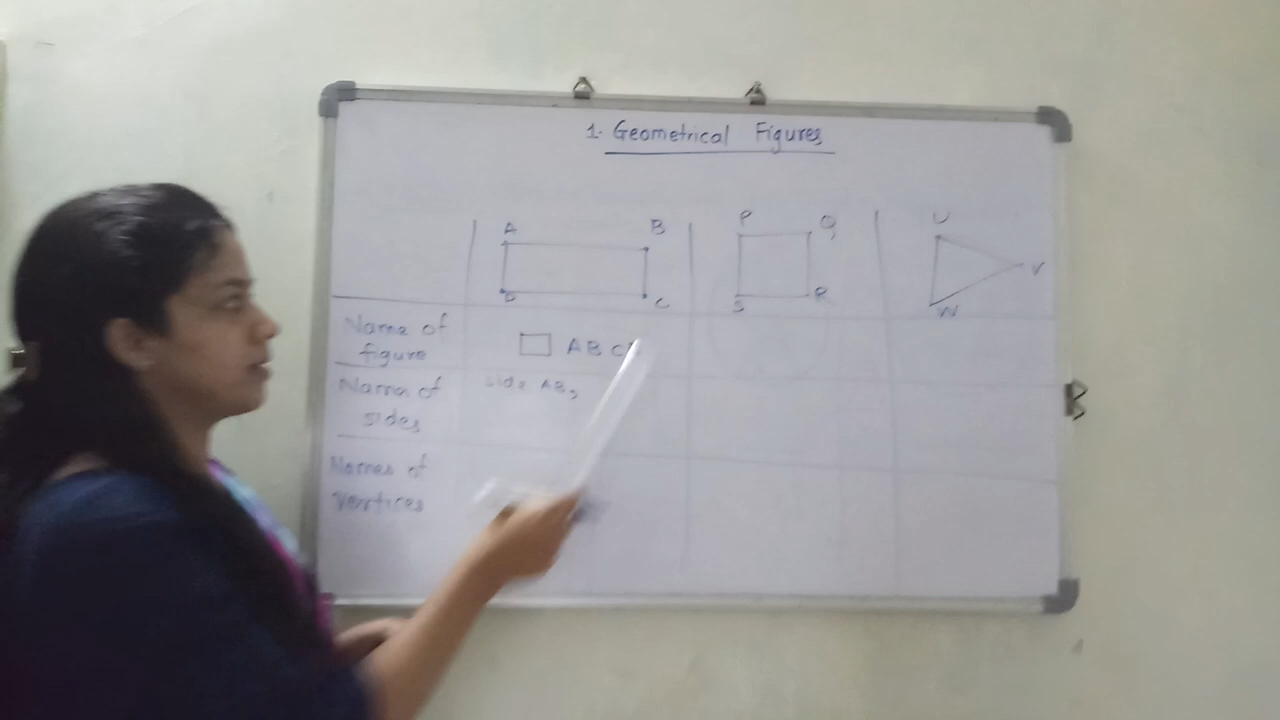 1. Geometrical Figures
A B P Q U
V
D C S R W
Name of
figure
ABC
Name of
sides
side AB,
Names of
Vertices